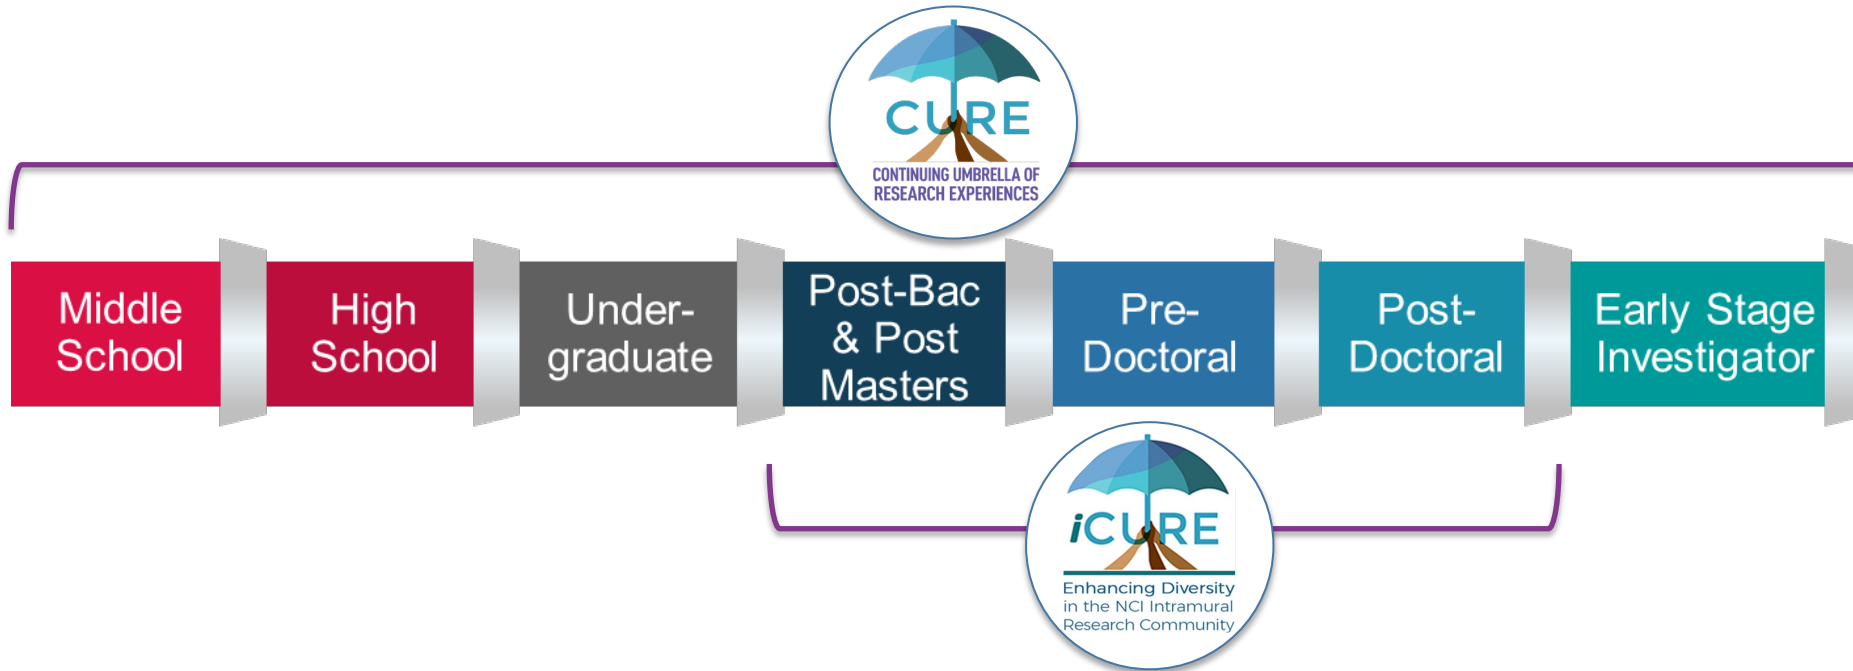 CURE
CONTINUING UMBRELLA OF
RESEARCH EXPERIENCES
Middle
School
High
School
Under-
graduate
Post-Bac
& Post
Masters
Pre-
Doctoral
Post-
Doctoral
Early Stage
Investigator
iCURE
Enhancing Diversity
in the NCI Intramural
Research Community